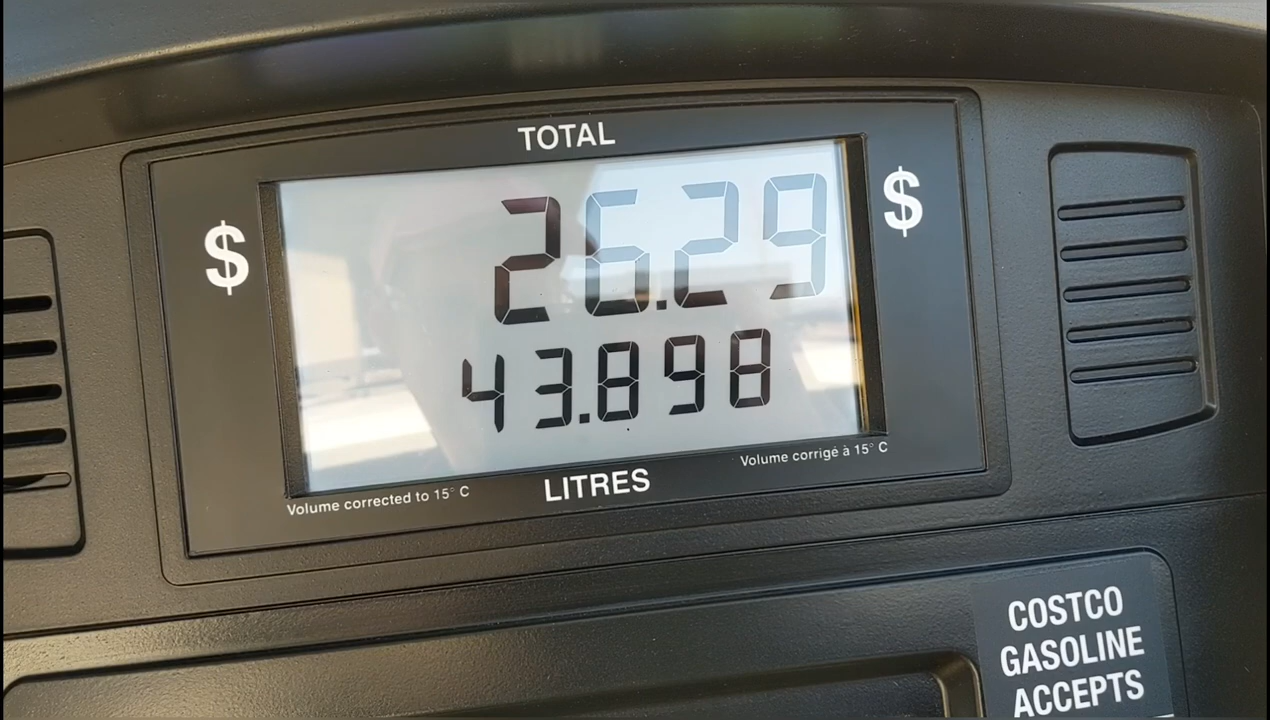 TOTAL
$ 26.29 $
43.898
LITRES
Volume corrected to 15° C
Volume corrigé à 15° C
COSTCO
GASOLINE
ACCEPTS